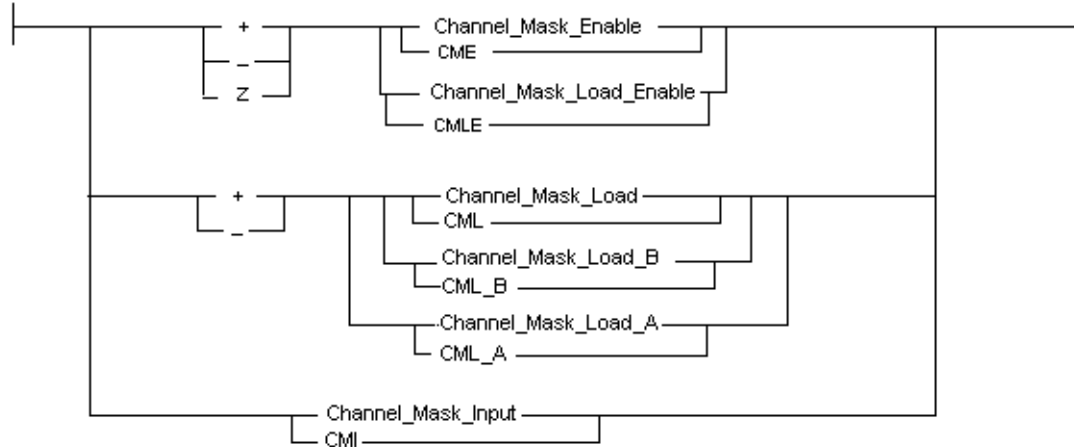 + Channel_Mask_Enable
_ CME
Z Channel_Mask_Load_Enable
CMLE
+ Channel_Mask_Load
_ CML
Channel_Mask_Load_B
CML_B
Channel_Mask_Load_A
CML_A
Channel_Mask_Input
CMI